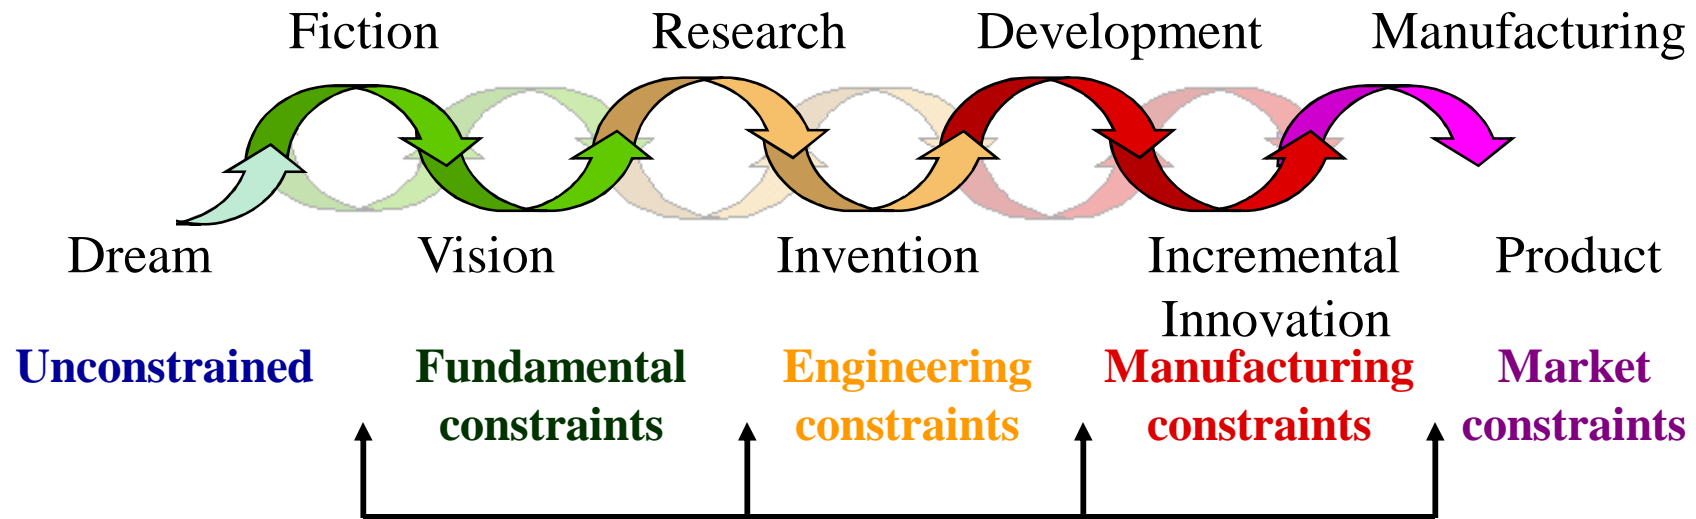 Fiction Research Development Manufacturing
Dream Vision Invention Incremental Product
Innovation
Unconstrained Fundamental Engineering Manufacturing Market
constraints constraints constraints constraints